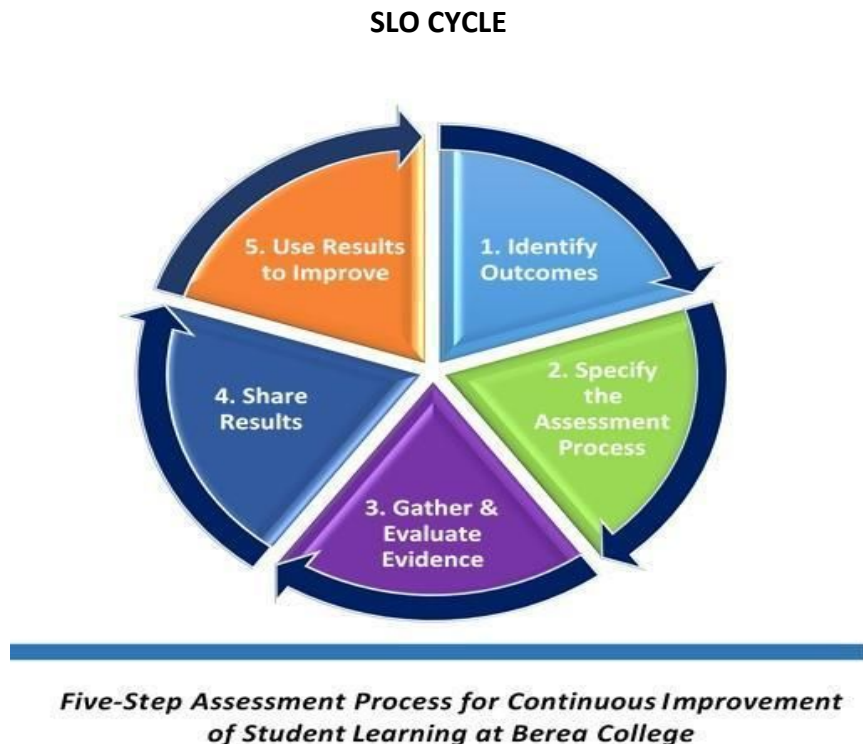 SLO CYCLE
1. Identify
Outcomes
2. Specify
the
Assessment
Process
3. Gather &
Evaluate
Evidence
4. Share
Results
5. Use Results
to Improve
Five-Step Assessment Process for Continuous Improvement
of Student Learning at Berea College